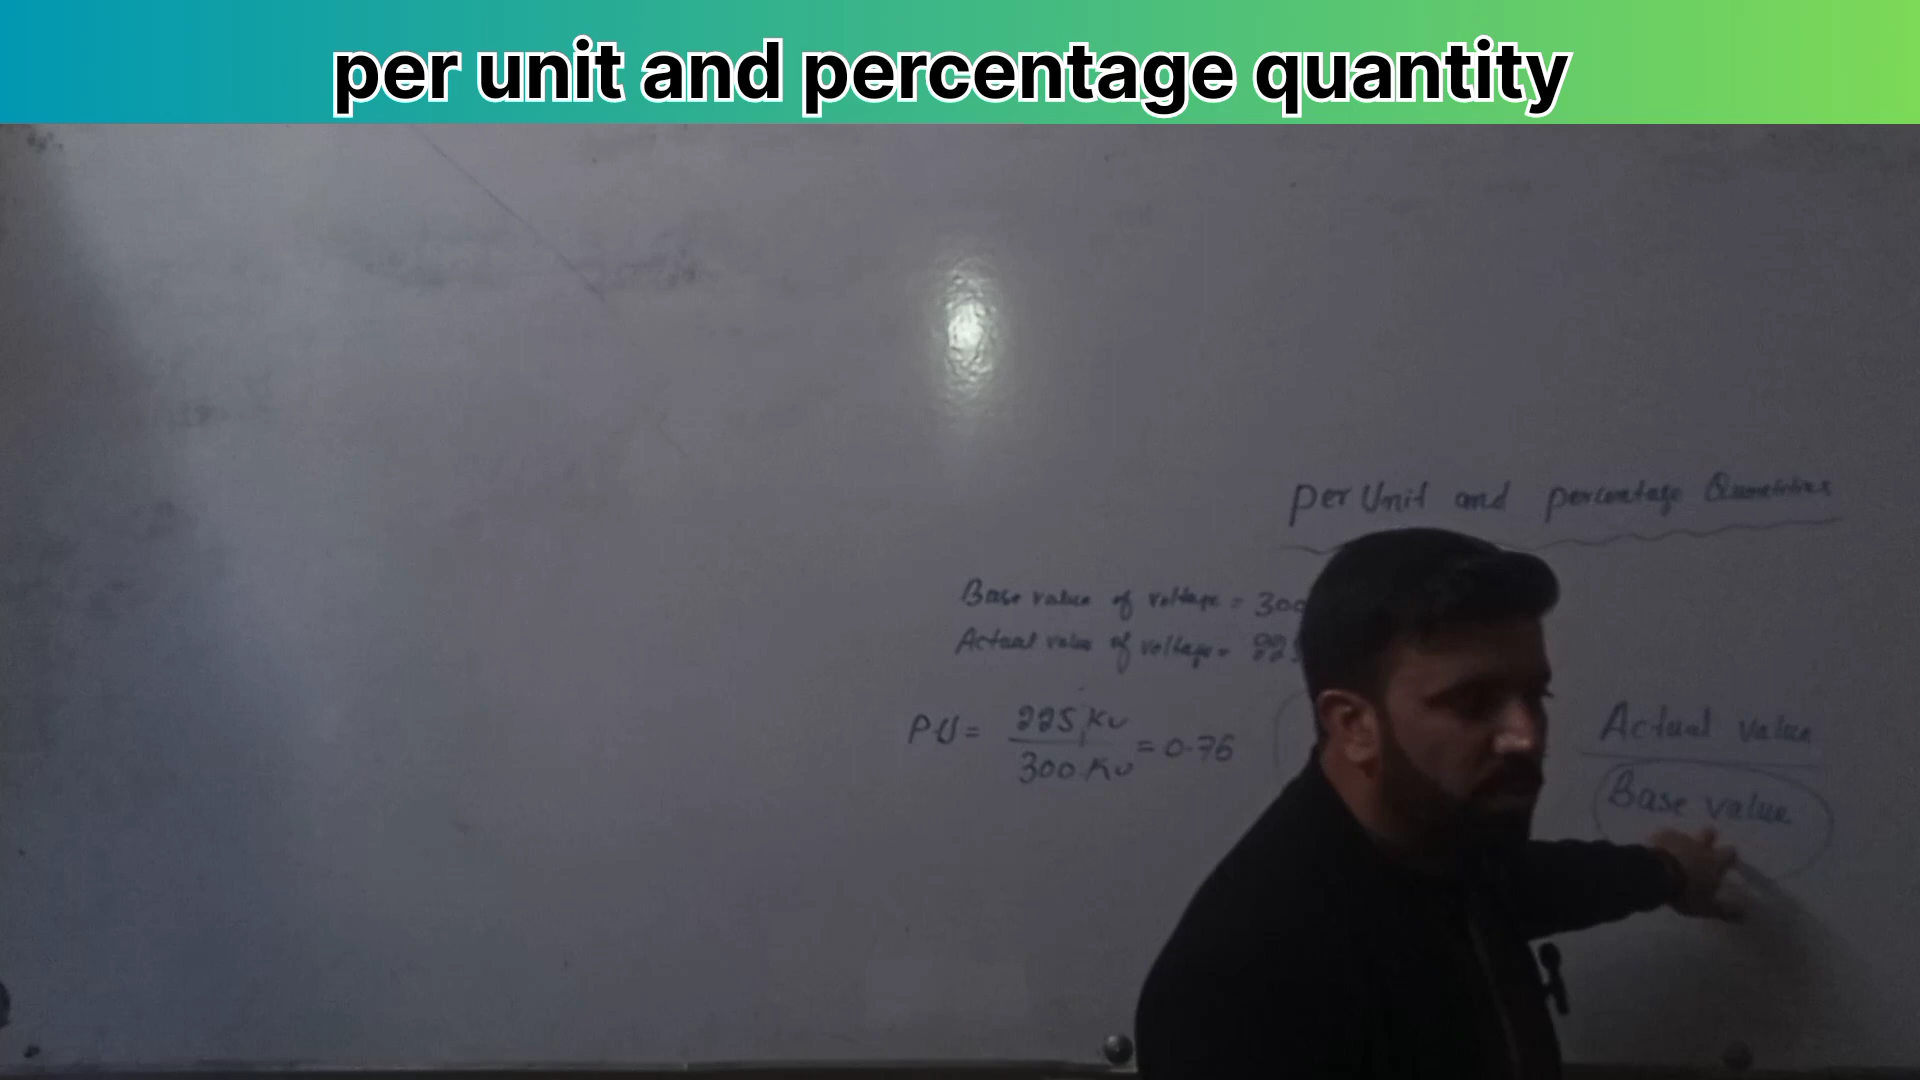 per unit and percentage quantity
Per Unit and percentage Quantities
Base value of voltage = 300
Actual value of voltage = 225
PU = 225 KV / 300 KV = 0.75
Actual value
Base value